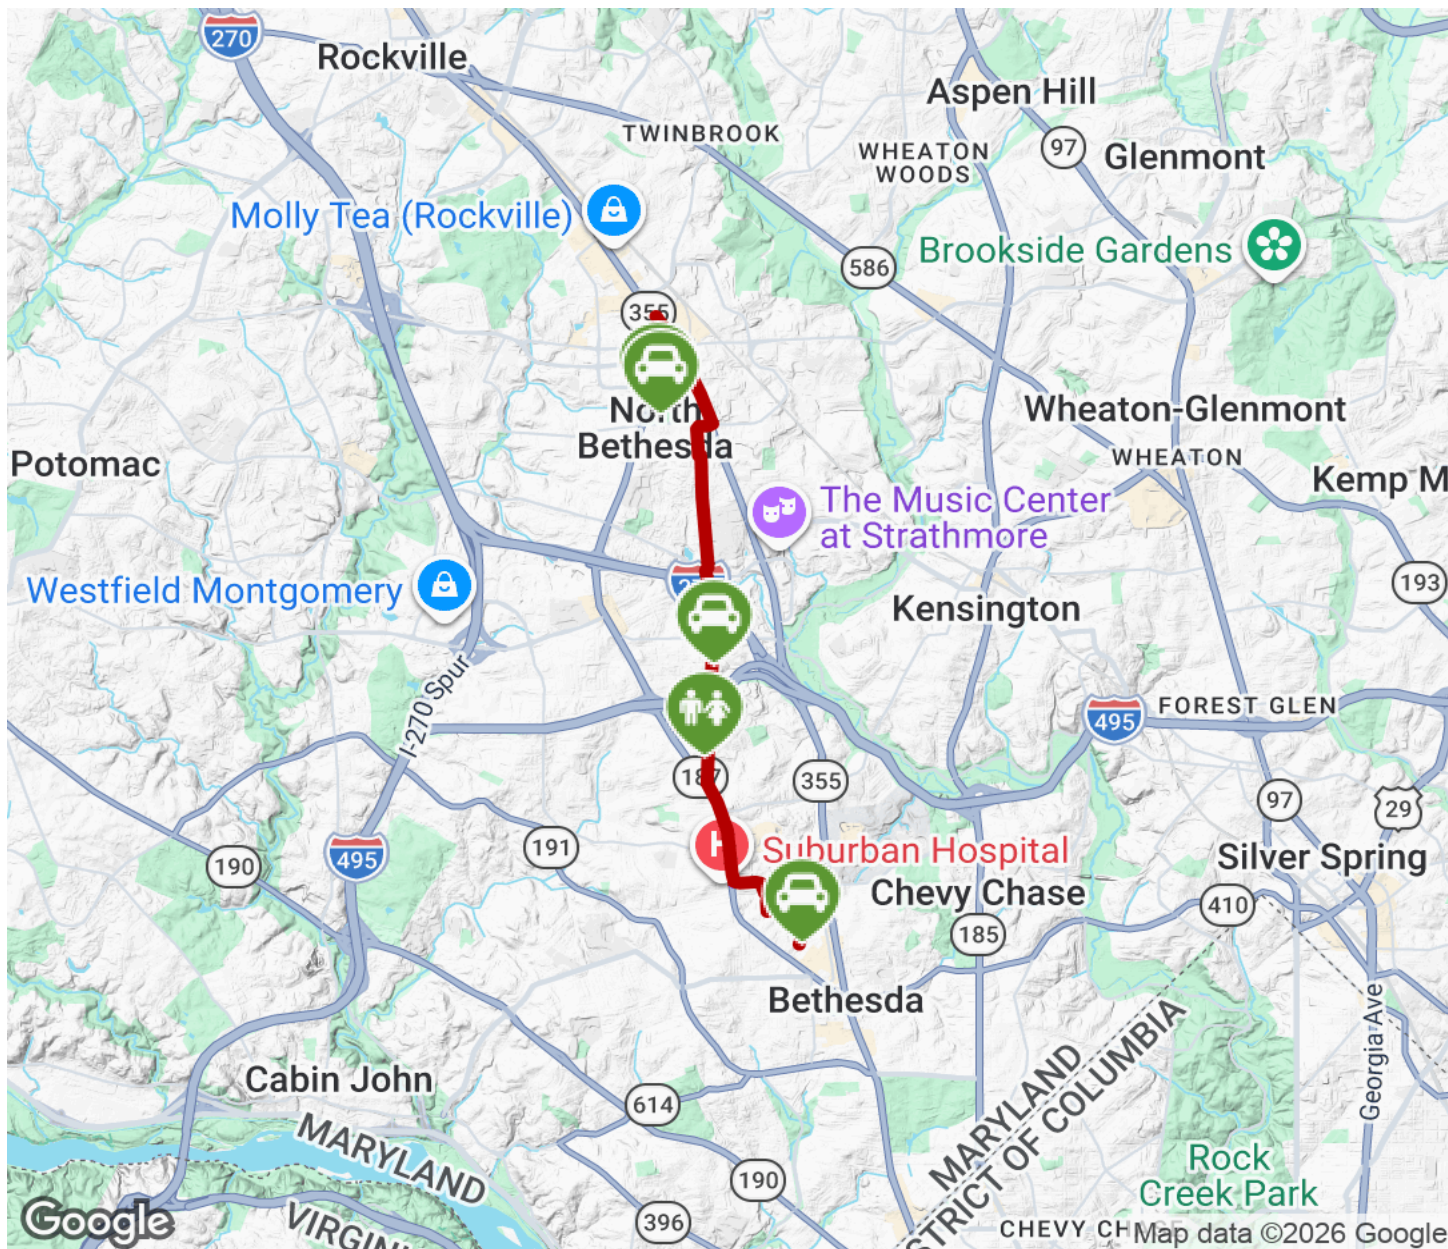 270
Rockville
Aspen Hill
TWINBROOK
97
Glenmont
WHEATON
WOODS
Molly Tea (Rockville)
Brookside Gardens
586
355
North
Bethesda
Wheaton-Glenmont
WHEATON
Potomac
Kemp M
The Music Center
at Strathmore
Westfield Montgomery
193
Kensington
I-270 Spur
FOREST GLEN
495
187
355
97
29
Suburban Hospital
Silver Spring
191
190
495
Chevy Chase
410
185
Bethesda
Georgia Ave
Cabin John
614
MARYLAND
STRICT OF COLUMBIA
MARYLAND
Rock
Creek Park
190
VIRGINI
396
CHEVY CH
Google
Map data ©2026 Google